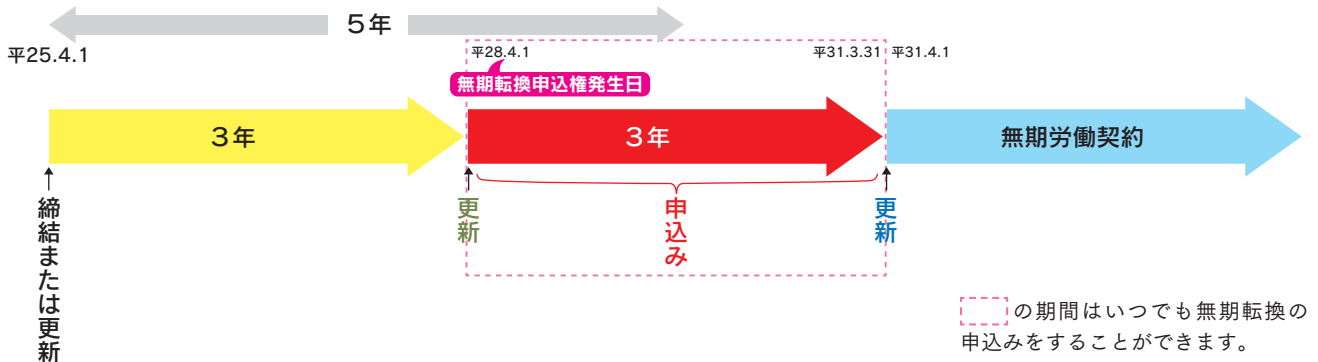 5年
平25.4.1
平28.4.1
平31.3.31
平31.4.1
無期転換申込権発生日
3年
3年
無期労働契約
締結または更新
更新
申込み
更新
の期間はいつでも無期転換の
申込みをすることができます。